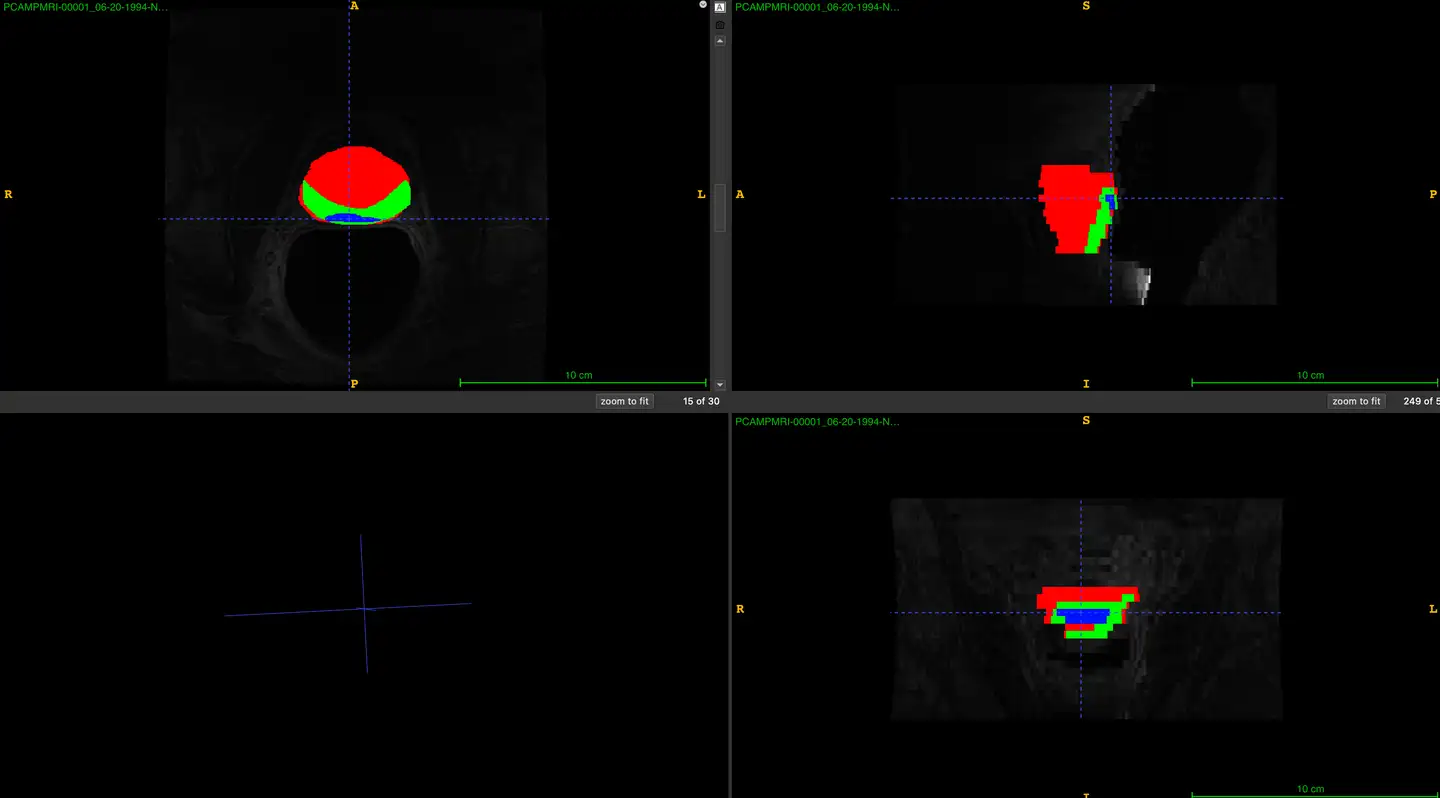 PCAMPMRI-00001_06-20-1994-N...
A
A
R
L
10 cm
P
zoom to fit
15 of 30
PCAMPMRI-00001_06-20-1994-N...
S
A
P
10 cm
I
zoom to fit
249 of 5
PCAMPMRI-00001_06-20-1994-N...
S
R
L
10 cm